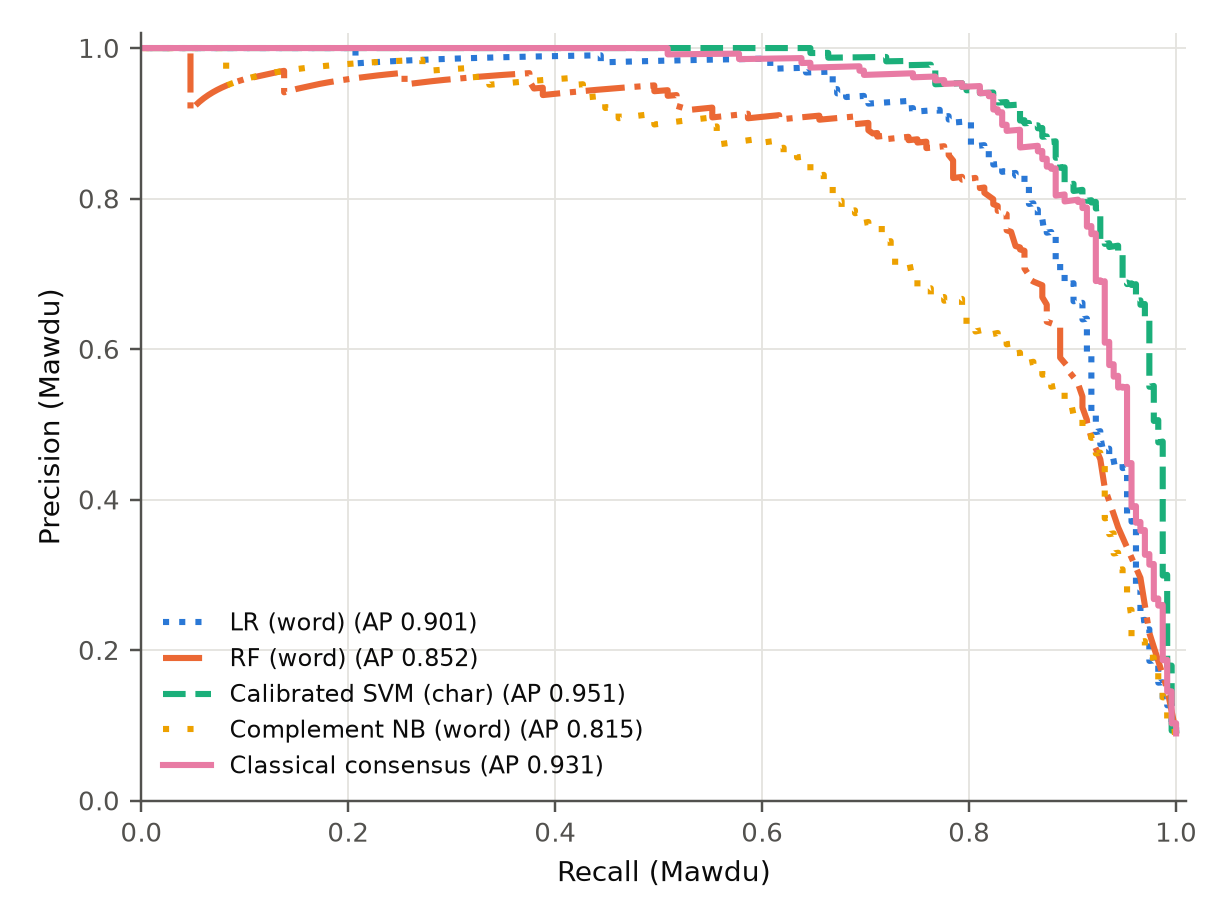 1.0
0.8
0.6
0.4
0.2
0.0
Precision (Mawdu)
LR (word) (AP 0.901)
RF (word) (AP 0.852)
Calibrated SVM (char) (AP 0.951)
Complement NB (word) (AP 0.815)
Classical consensus (AP 0.931)
0.0 0.2 0.4 0.6 0.8 1.0
Recall (Mawdu)